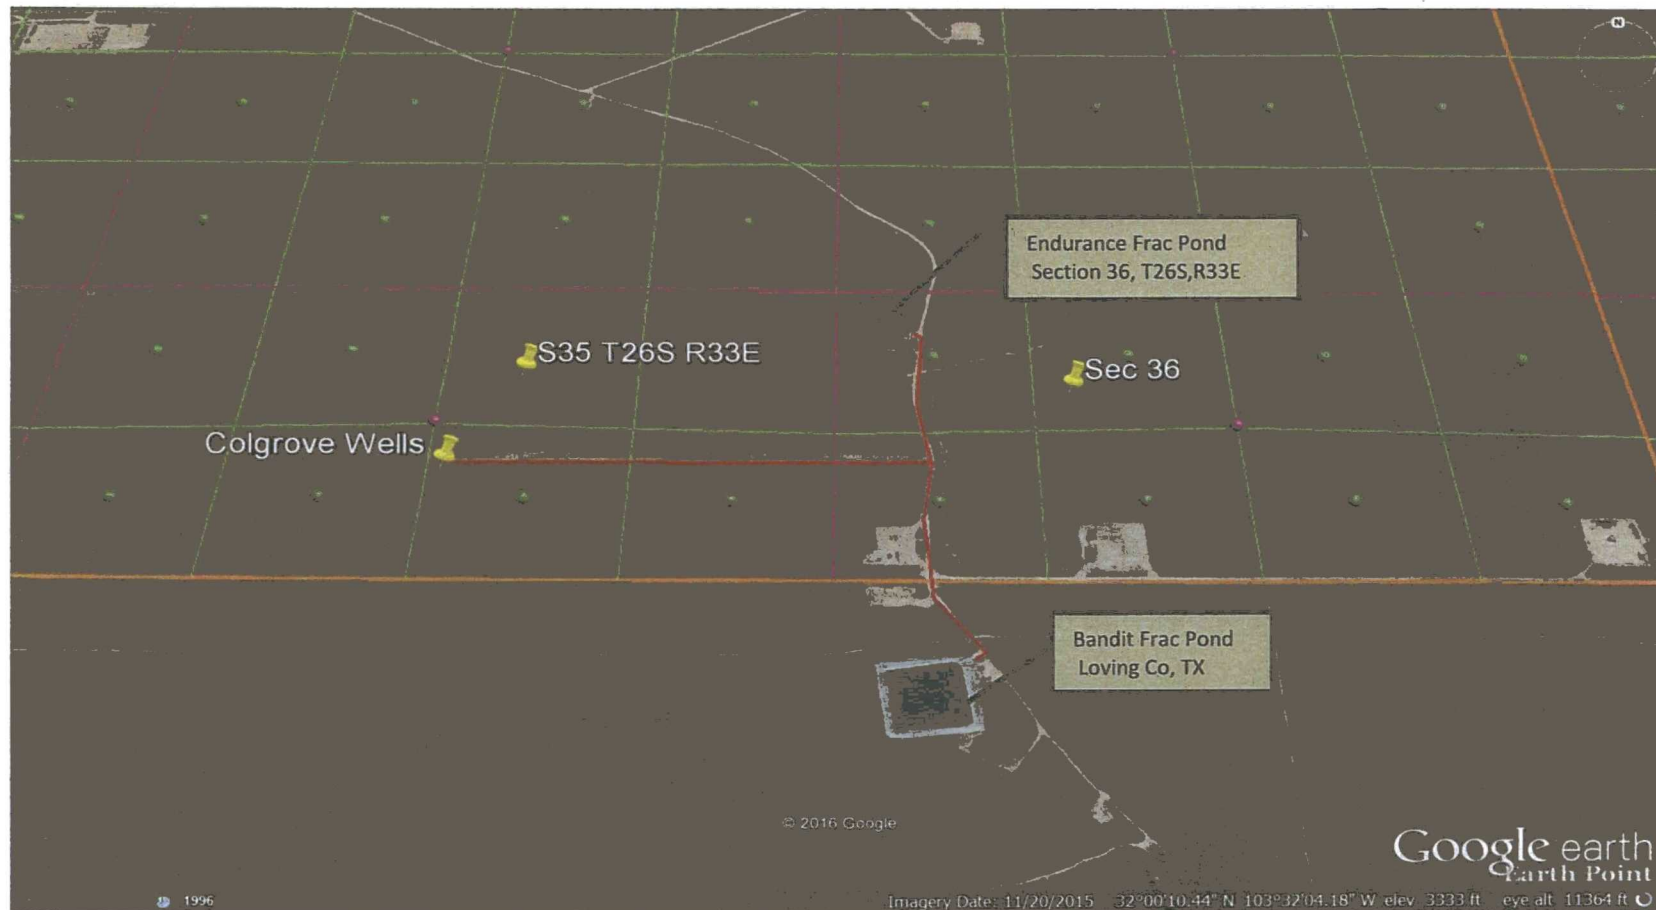 N
Endurance Frac Pond
Section 36, T26S,R33E
S35 T26S R33E
Sec 36
Colgrove Wells
Bandit Frac Pond
Loving Co, TX
© 2016 Google
Google earth
Earth Point
1996
Imagery Date: 11/20/2015 32°00'10.44" N 103°32'04.18" W elev 3333 ft eye alt 11364 ft